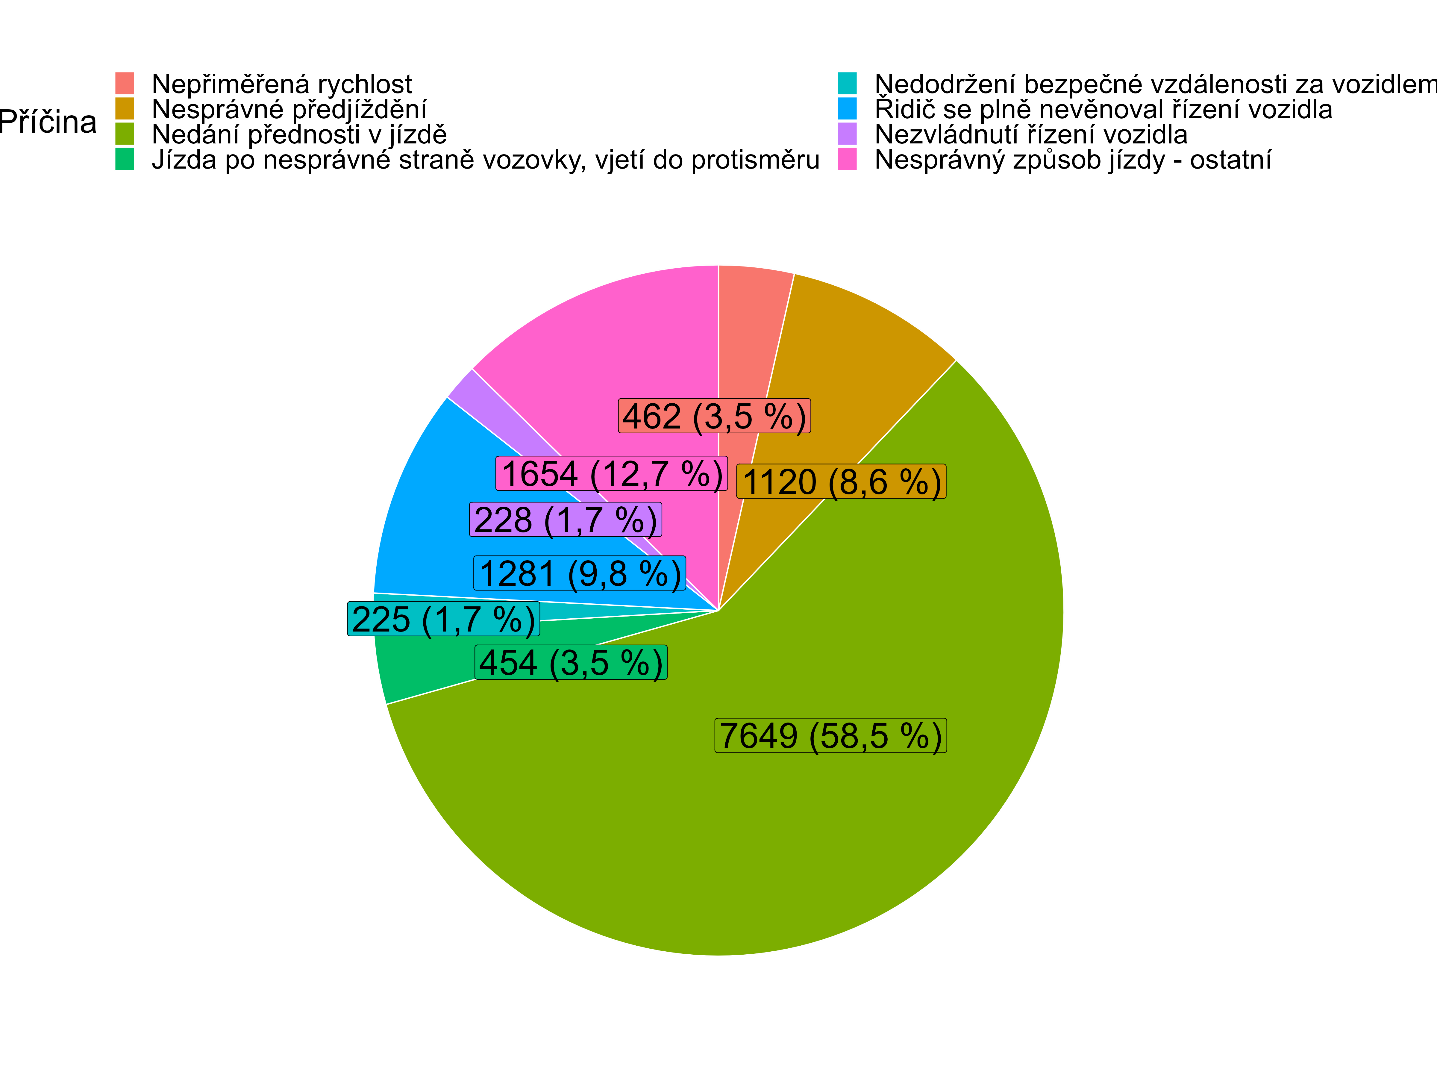 Příčina
Nepřiměřená rychlost
Nesprávné předjíždění
Nedání přednosti v jízdě
Jízda po nesprávné straně vozovky, vjetí do protisměru
Nedodržení bezpečné vzdálenosti za vozidlem
Řidič se plně nevěnoval řízení vozidla
Nezvládnutí řízení vozidla
Nesprávný způsob jízdy - ostatní
462 (3,5 %)
1654 (12,7 %)
1120 (8,6 %)
228 (1,7 %)
1281 (9,8 %)
225 (1,7 %)
454 (3,5 %)
7649 (58,5 %)